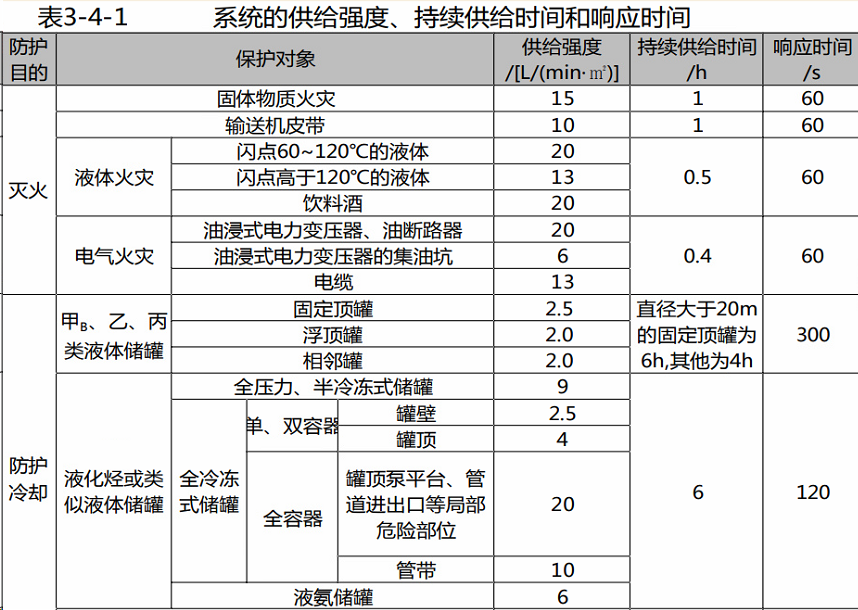 表3-4-1 系统的供给强度、持续供给时间和响应时间
防护目的 保护对象 供给强度/[L/(min·㎡)] 持续供给时间/h 响应时间/s
灭火 固体物质火灾 15 1 60
输送机皮带 10 1 60
液体火灾 闪点60~120℃的液体 20 0.5 60
闪点高于120℃的液体 13
饮料酒 20
电气火灾 油浸式电力变压器、油断路器 20 0.4 60
油浸式电力变压器的集油坑 6
电缆 13
防护冷却 甲B、乙、丙类液体储罐 固定顶罐 2.5 直径大于20m的固定顶罐为6h,其他为4h 300
浮顶罐 2.0
相邻罐 2.0
液化烃或类似液体储罐 全压力、半冷冻式储罐 9 6 120
全冷冻式储罐 单、双容器 罐壁 2.5
罐顶 4
全容器 罐顶泵平台、管道进出口等局部危险部位 20
管带 10
液氨储罐 6